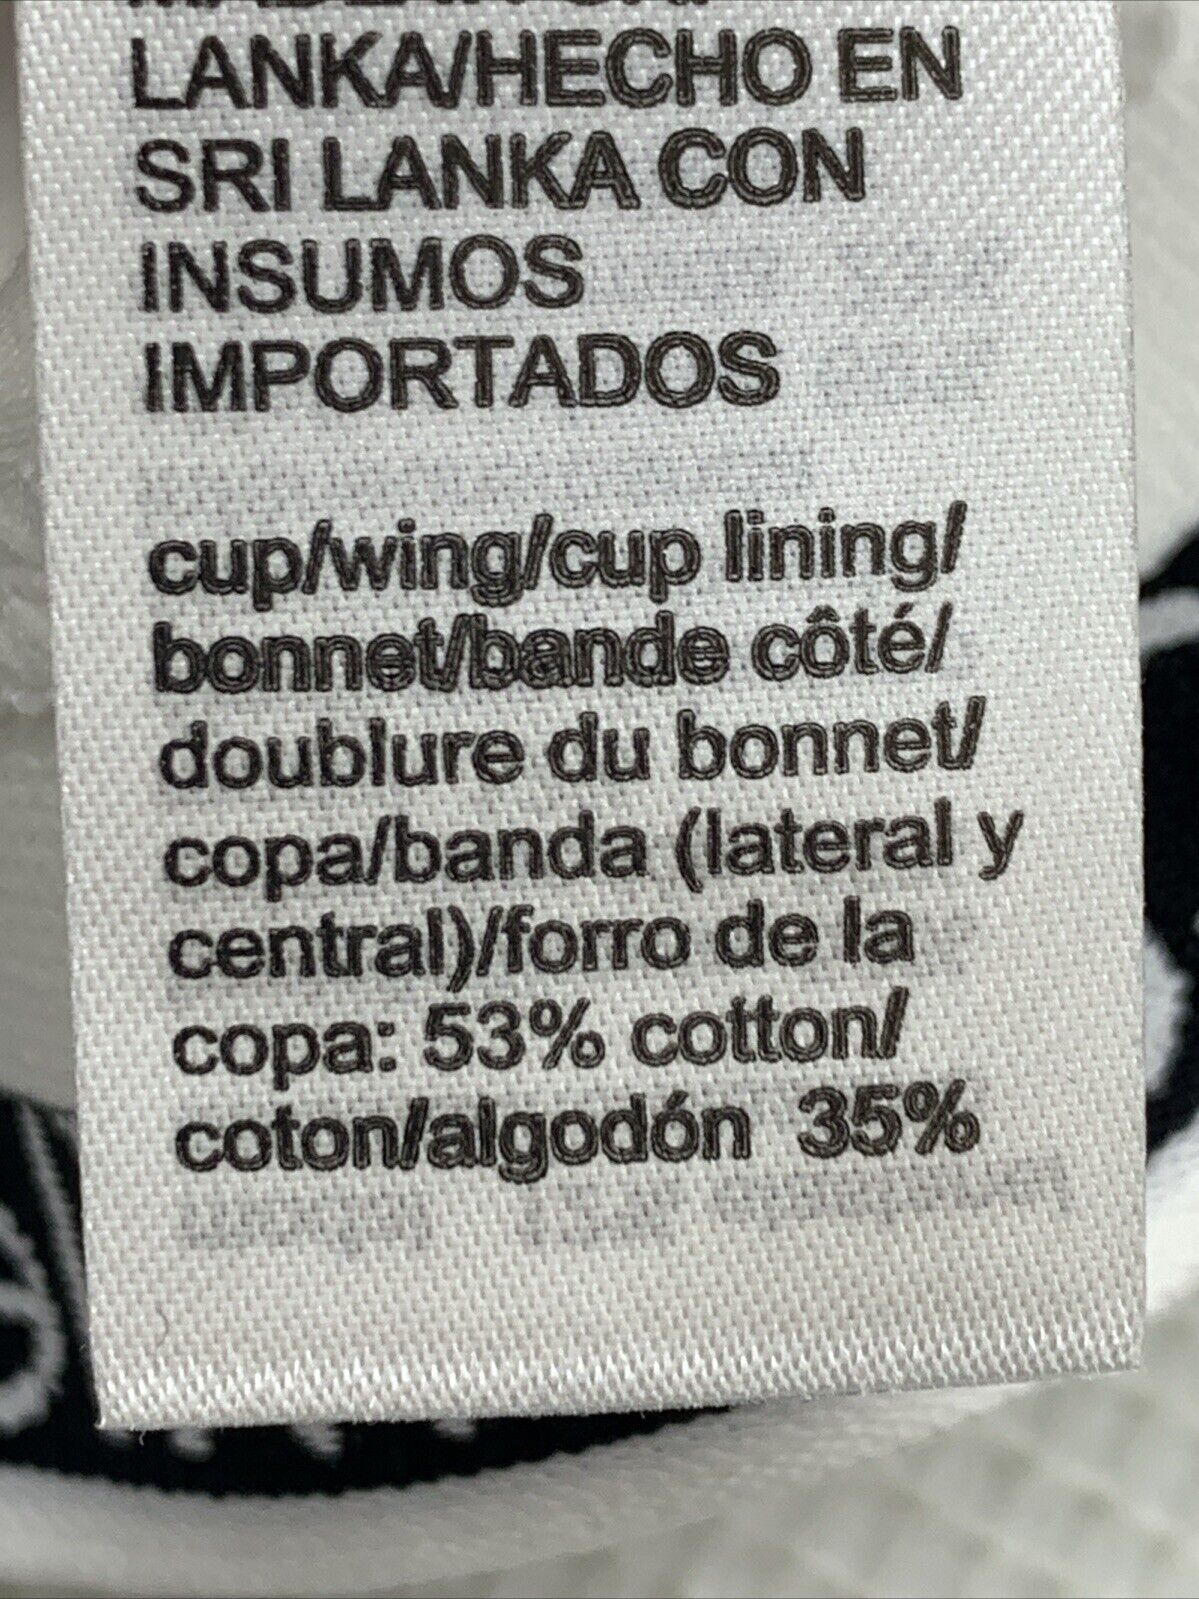 LANKA/HECHO EN
SRI LANKA CON
INSUMOS
IMPORTADOS
cup/wing/cup lining/
bonnet/bande côté/
doublure du bonnet/
copa/banda (lateral y
central)/forro de la
copa: 53% cotton/
coton/algodón 35%